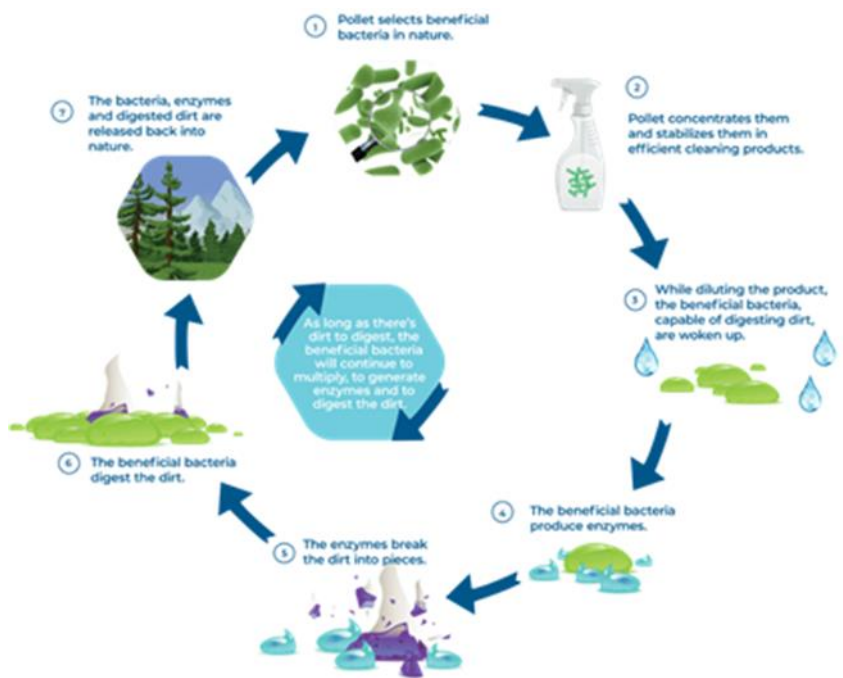 1
Pollet selects beneficial
bacteria in nature.
2
Pollet concentrates them
and stabilizes them in
efficient cleaning products.
3
While diluting the product,
the beneficial bacteria,
capable of digesting dirt,
are woken up.
4
The beneficial bacteria
produce enzymes.
5
The enzymes break
the dirt into pieces.
6
The beneficial bacteria
digest the dirt.
7
The bacteria, enzymes
and digested dirt are
released back into
nature.
As long as there's
dirt to digest, the
beneficial bacteria
will continue to
multiply, to generate
enzymes and to
digest the dirt.